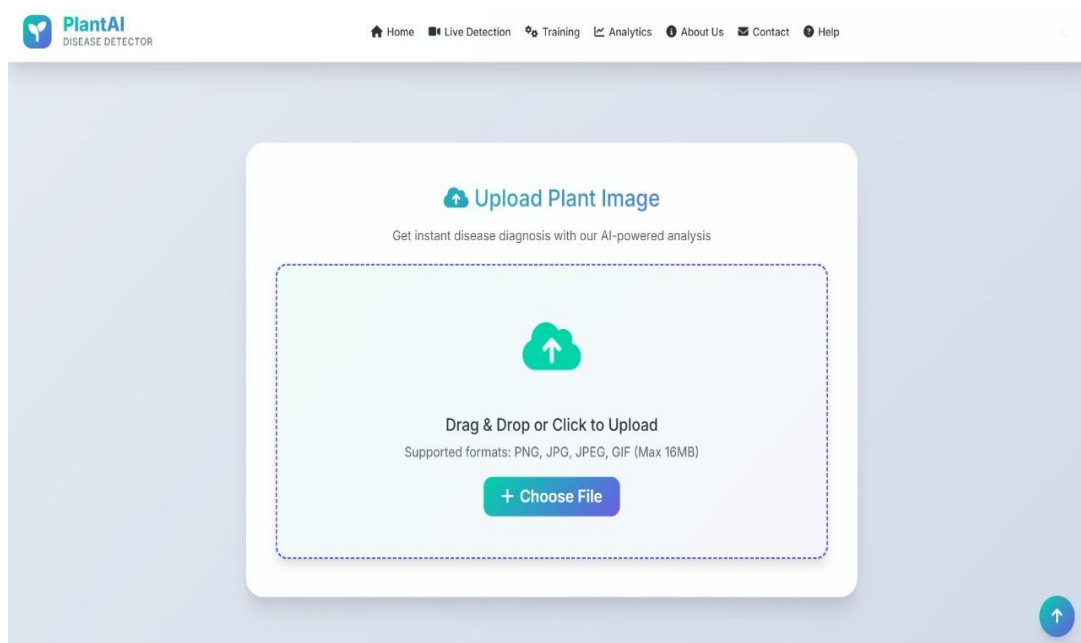 PlantAI
DISEASE DETECTOR
Home Live Detection Training Analytics About Us Contact Help
Upload Plant Image
Get instant disease diagnosis with our AI-powered analysis
Drag & Drop or Click to Upload
Supported formats: PNG, JPG, JPEG, GIF (Max 16MB)
+ Choose File